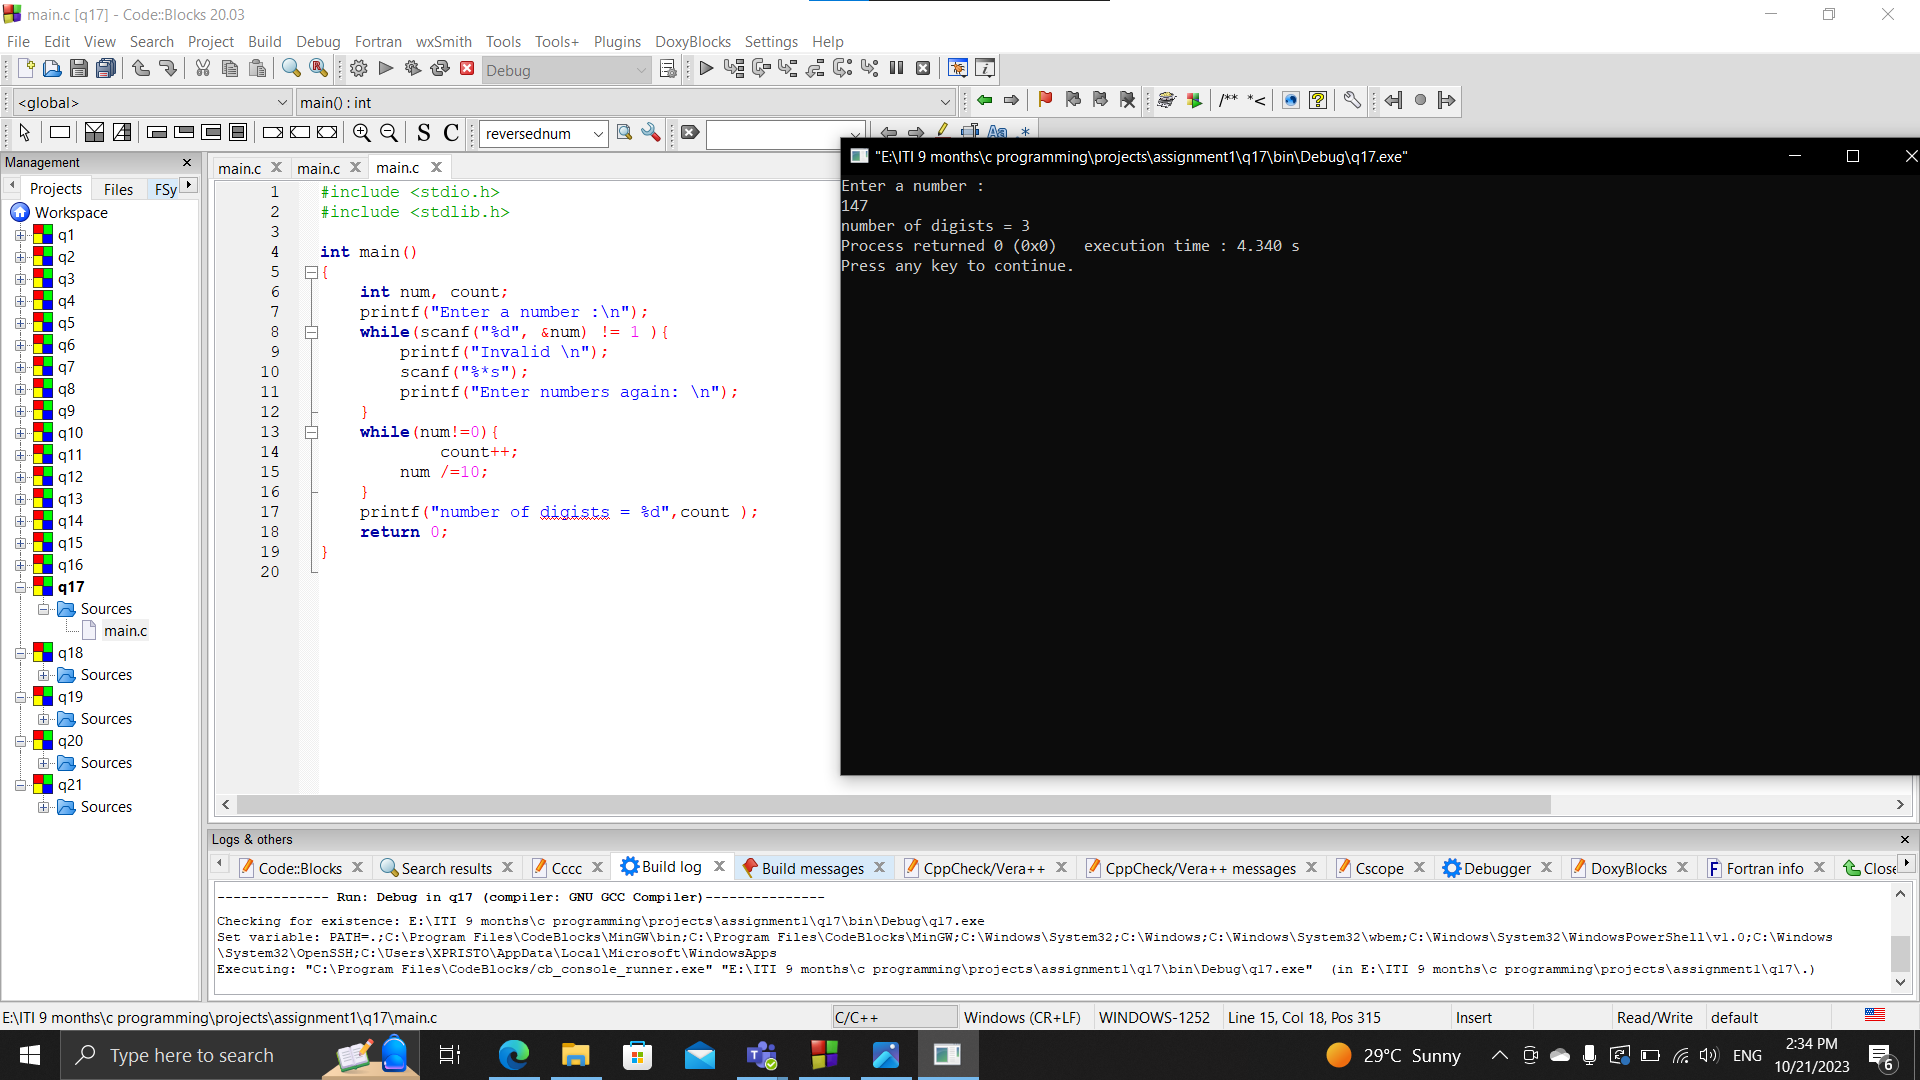 main.c [q17] - Code::Blocks 20.03
File Edit View Search Project Build Debug Fortran wxSmith Tools Tools+ Plugins DoxyBlocks Settings Help
Debug
<global> main() : int /** *<
S C reversednum Aa .*
Management
Projects Files FSy
Workspace
q1
q2
q3
q4
q5
q6
q7
q8
q9
q10
q11
q12
q13
q14
q15
q16
q17
Sources
main.c
q18
Sources
q19
Sources
q20
Sources
q21
Sources
main.c main.c main.c
1 #include <stdio.h>
2 #include <stdlib.h>
3
4 int main()
5 {
6 int num, count;
7 printf("Enter a number :\n");
8 while(scanf("%d", &num) != 1 ){
9 printf("Invalid \n");
10 scanf("%*s");
11 printf("Enter numbers again: \n");
12 }
13 while(num!=0){
14 count++;
15 num /=10;
16 }
17 printf("number of digists = %d",count );
18 return 0;
19 }
20
"E:\ITI 9 months\c programming\projects\assignment1\q17\bin\Debug\q17.exe"
Enter a number :
147
number of digists = 3
Process returned 0 (0x0)   execution time : 4.340 s
Press any key to continue.
Logs & others
Code::Blocks Search results Cccc Build log Build messages CppCheck/Vera++ CppCheck/Vera++ messages Cscope Debugger DoxyBlocks Fortran info Close
-------------- Run: Debug in q17 (compiler: GNU GCC Compiler)---------------
Checking for existence: E:\ITI 9 months\c programming\projects\assignment1\q17\bin\Debug\q17.exe
Set variable: PATH=.;C:\Program Files\CodeBlocks\MinGW\bin;C:\Program Files\CodeBlocks\MinGW;C:\Windows\System32;C:\Windows;C:\Windows\System32\wbem;C:\Windows\System32\WindowsPowerShell\v1.0;C:\Windows
\System32\OpenSSH;C:\Users\XPRISTO\AppData\Local\Microsoft\WindowsApps
Executing: "C:\Program Files\CodeBlocks/cb_console_runner.exe" "E:\ITI 9 months\c programming\projects\assignment1\q17\bin\Debug\q17.exe"  (in E:\ITI 9 months\c programming\projects\assignment1\q17\.)
E:\ITI 9 months\c programming\projects\assignment1\q17\main.c C/C++ Windows (CR+LF) WINDOWS-1252 Line 15, Col 18, Pos 315 Insert Read/Write default
Type here to search 29°C Sunny ENG 2:34 PM
10/21/2023 6